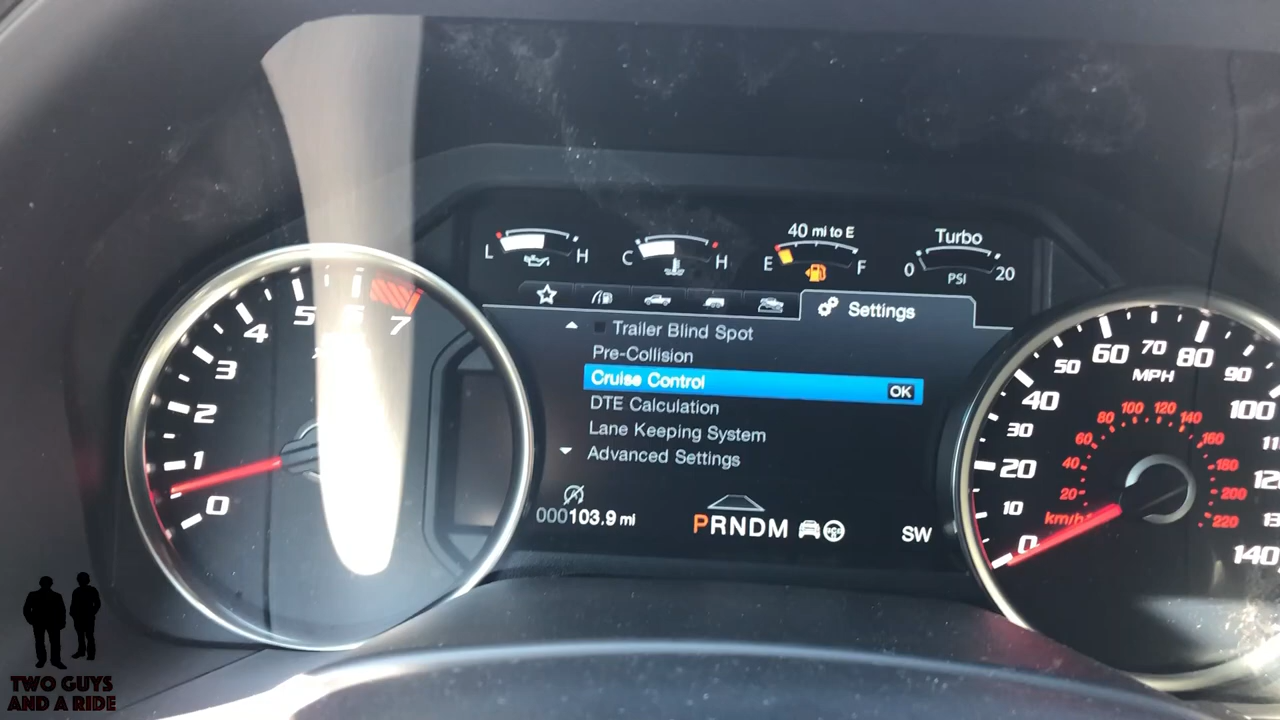 40 mi to E
Turbo
L H
C H
E F
0 PSI 20
Settings
Trailer Blind Spot
Pre-Collision
Cruise Control OK
DTE Calculation
Lane Keeping System
Advanced Settings
000103.9 mi
PRNDM
SW
0
1
2
3
4
5
6
7
MPH
0
10
20
30
40
50
60
70
80
90
100
140
km/h
20
40
60
80
100
120
140
160
180
200
220
TWO GUYS
AND A RIDE